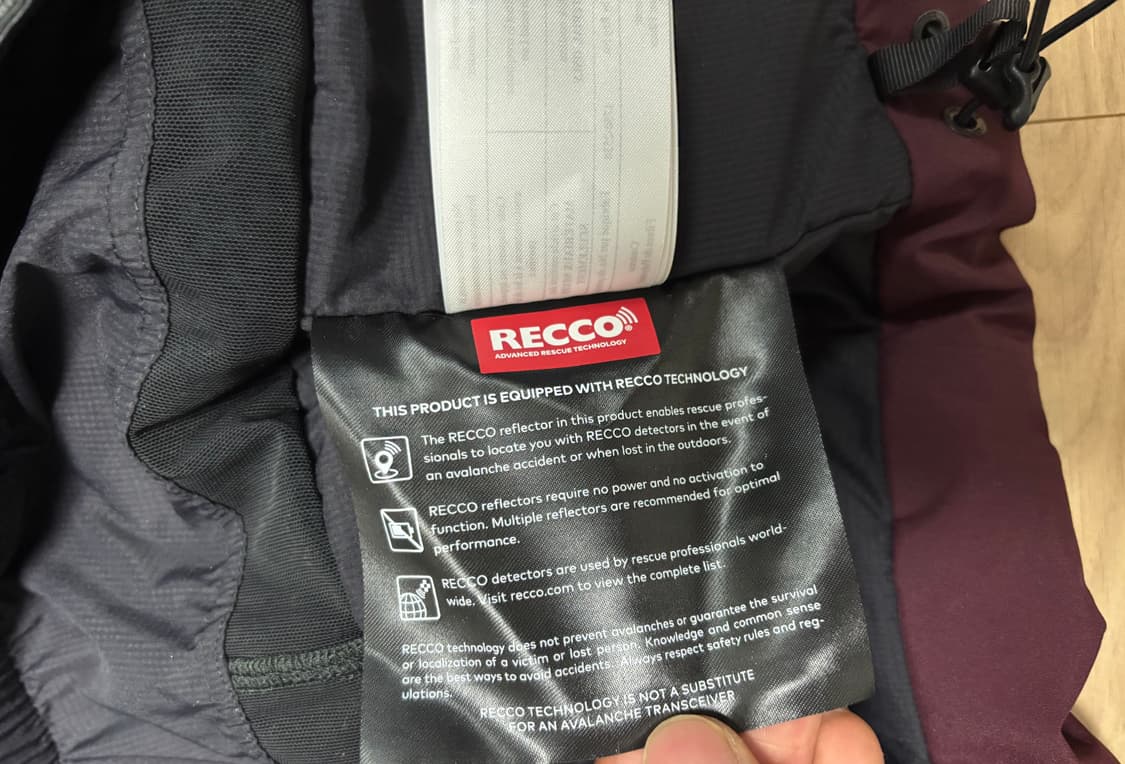 RECCO®
ADVANCED RESCUE TECHNOLOGY
THIS PRODUCT IS EQUIPPED WITH RECCO TECHNOLOGY
The RECCO reflector in this product enables rescue profes-
sionals to locate you with RECCO detectors in the event of
an avalanche accident or when lost in the outdoors.
RECCO reflectors require no power and no activation to
function. Multiple reflectors are recommended for optimal
performance.
RECCO detectors are used by rescue professionals world-
wide. Visit recco.com to view the complete list.
RECCO technology does not prevent avalanches or guarantee the survival
or localization of a victim or lost person. Knowledge and common sense
are the best ways to avoid accidents. Always respect safety rules and reg-
ulations.
RECCO TECHNOLOGY IS NOT A SUBSTITUTE
FOR AN AVALANCHE TRANSCEIVER